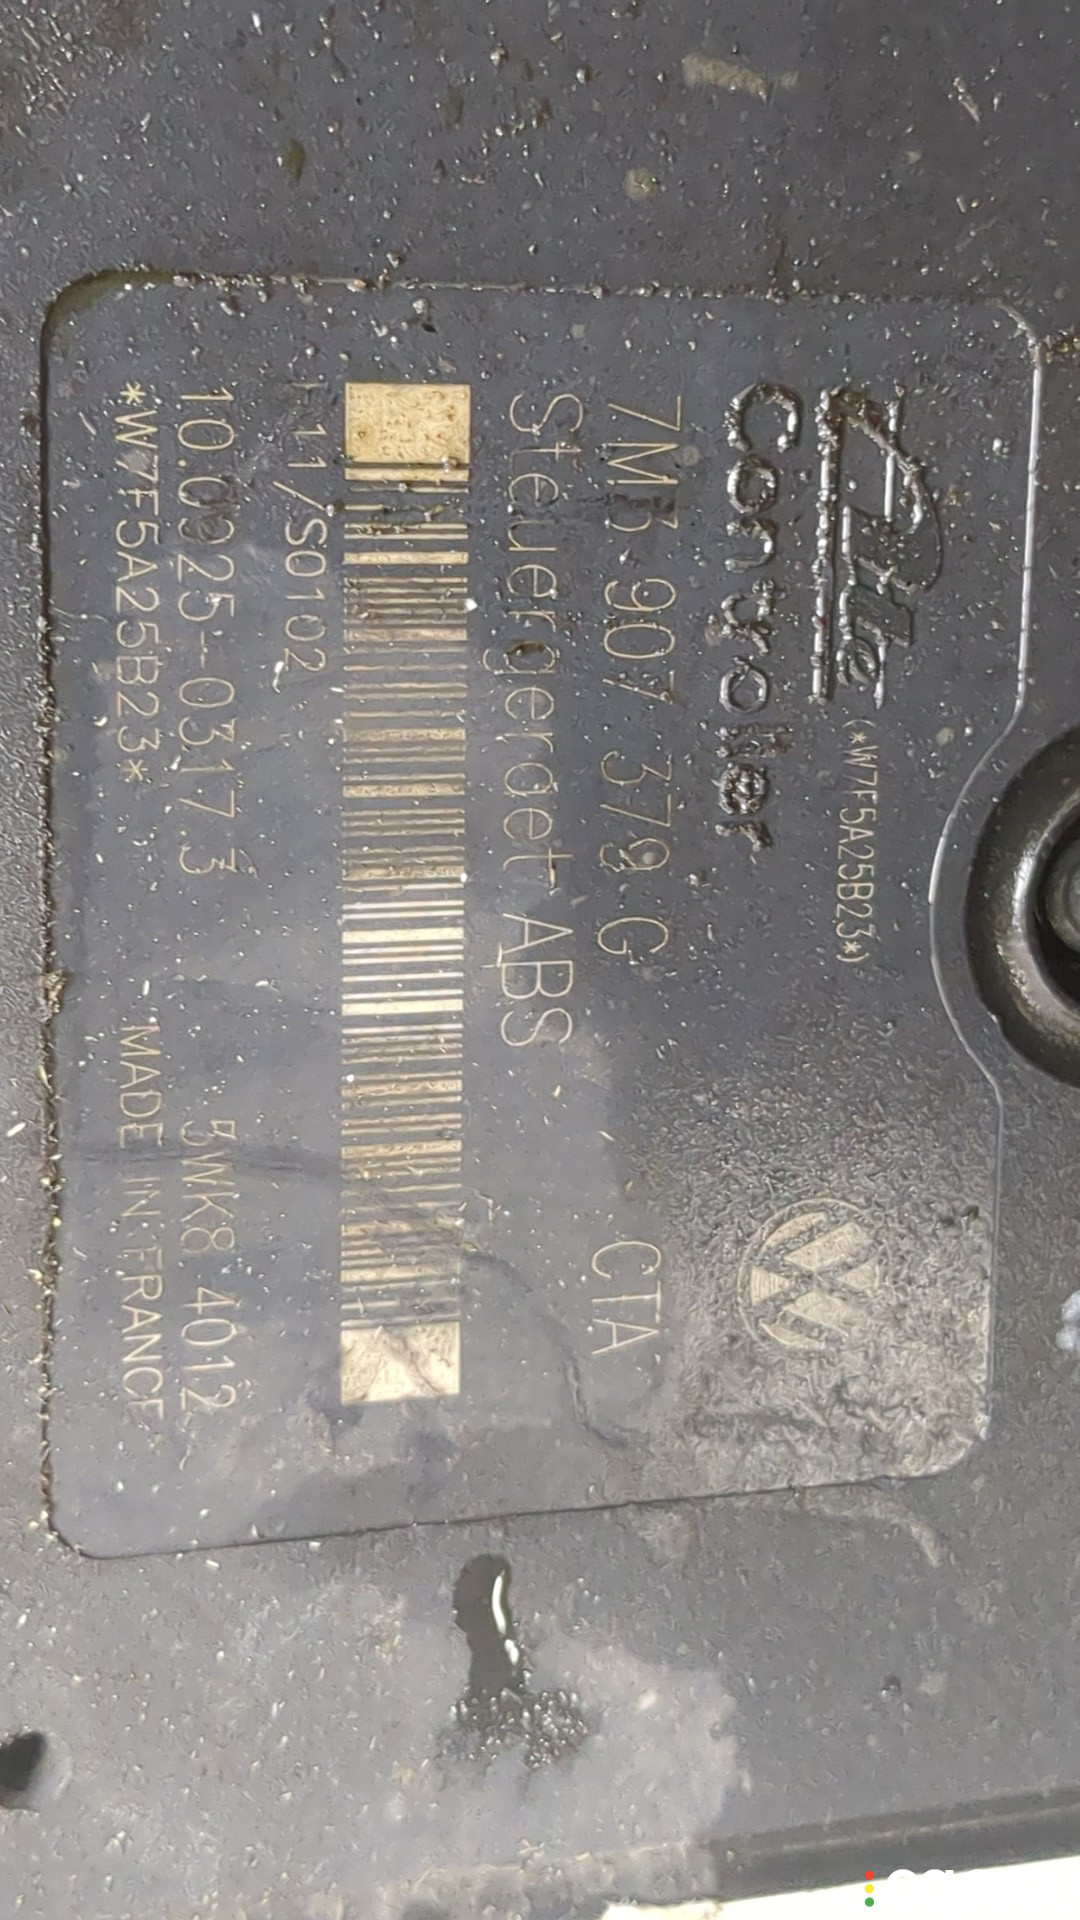 Ate
(*W7F5A25B23*)
Controller
7M3 907 379 G CTA
Steuergeraet ABS
H11/S0102
10.0925-0317.3 5WK8 4012
*W7F5A25B23* MADE IN FRANCE